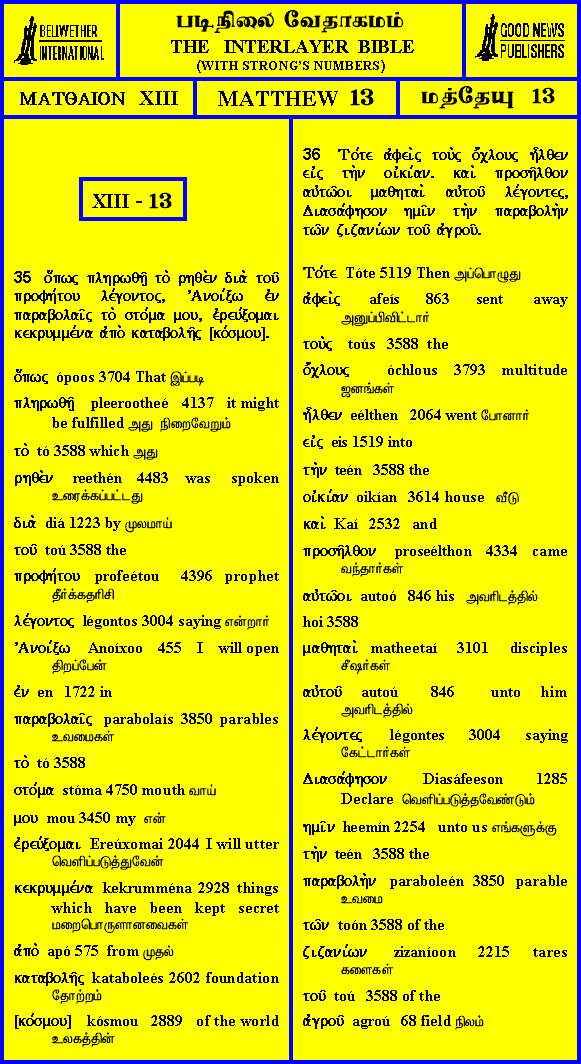 BELLWETHER
INTERNATIONAL
படிநிலை வேதாகமம்
THE INTERLAYER BIBLE
(WITH STRONG'S NUMBERS)
GOOD NEWS
PUBLISHERS
ΜΑΤΘΑΙΟΝ XIII
MATTHEW 13
மத்தேயு 13
XIII - 13
35 ὅπως πληρωθῇ τὸ ρηθὲν διὰ τοῦ
προφήτου λέγοντος, Ἀνοίξω ἐν
παραβολαῖς τὸ στόμα μου, ἐρεύξομαι
κεκρυμμένα ἀπὸ καταβολῆς [κόσμου].
ὅπως ópoos 3704 That இப்படி
πληρωθῇ pleerootheé 4137 it might
be fulfilled அது நிறைவேறும்
τὸ tó 3588 which அது
ρηθὲν reethén 4483 was spoken
உரைக்கப்பட்டது
διὰ diá 1223 by மூலமாய்
τοῦ toú 3588 the
προφήτου profeétou 4396 prophet
தீர்க்கதரிசி
λέγοντος légontos 3004 saying என்றார்
Ἀνοίξω Anoíxoo 455 I will open
திறப்பேன்
ἐν en 1722 in
παραβολαῖς parabolaís 3850 parables
உவமைகள்
τὸ tó 3588
στόμα stóma 4750 mouth வாய்
μου mou 3450 my என்
ἐρεύξομαι Ereúxomai 2044 I will utter
வெளிப்படுத்துவேன்
κεκρυμμένα kekrumména 2928 things
which have been kept secret
மறைபொருளானவைகள்
ἀπὸ apó 575 from முதல்
καταβολῆς kataboleés 2602 foundation
தோற்றம்
[κόσμου] kósmou 2889 of the world
உலகத்தின்
36 Τότε ἀφεὶς τοὺς ὄχλους ἦλθεν
εἰς τὴν οἰκίαν. καὶ προσῆλθον
αὐτῶοι μαθηταὶ αὐτοῦ λέγοντες,
Διασάφησον ημῖν τὴν παραβολὴν
τῶν ζιζανίων τοῦ ἀγροῦ.
Τότε Tóte 5119 Then அப்பொழுது
ἀφεὶς afeís 863 sent away
அனுப்பிவிட்டார்
τοὺς toús 3588 the
ὄχλους óchlous 3793 multitude
ஜனங்கள்
ἦλθεν eélthen 2064 went போனார்
εἰς eis 1519 into
τὴν teén 3588 the
οἰκίαν oikían 3614 house வீடு
καὶ Kaí 2532 and
προσῆλθον proseélthon 4334 came
வந்தார்கள்
αὐτῶοι autoó 846 his அவரிடத்தில்
hoi 3588
μαθηταὶ matheetaí 3101 disciples
சீஷர்கள்
αὐτοῦ autoú 846 unto him
அவரிடத்தில்
λέγοντες légontes 3004 saying
கேட்டார்கள்
Διασάφησον Diasáfeeson 1285
Declare வெளிப்படுத்தவேண்டும்
ημῖν heemín 2254 unto us எங்களுக்கு
τὴν teén 3588 the
παραβολὴν paraboleén 3850 parable
உவமை
τῶν toón 3588 of the
ζιζανίων zizaníoon 2215 tares
களைகள்
τοῦ toú 3588 of the
ἀγροῦ agroú 68 field நிலம்